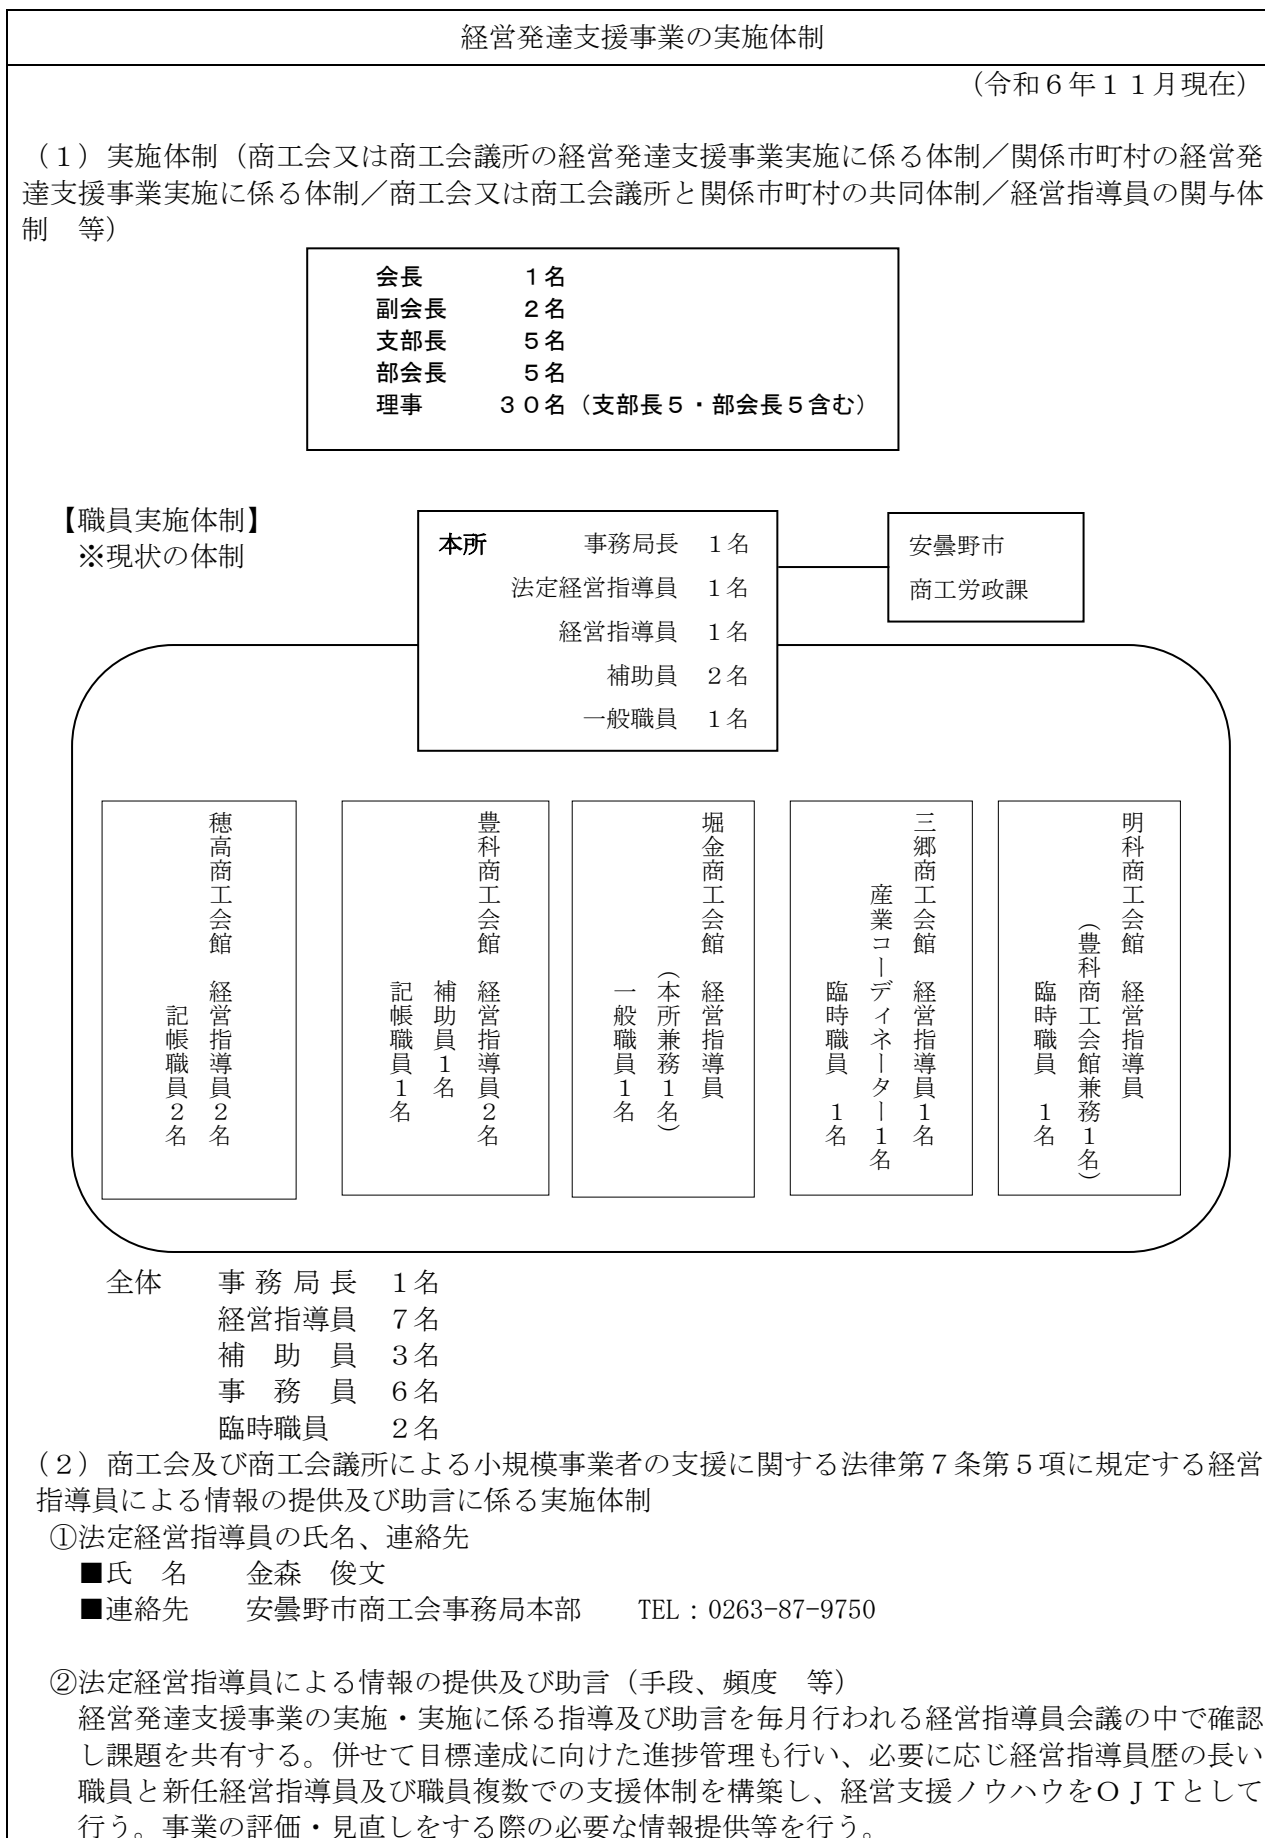 経営発達支援事業の実施体制
（令和６年１１月現在）
（１）実施体制（商工会又は商工会議所の経営発達支援事業実施に係る体制／関係市町村の経営発
達支援事業実施に係る体制／商工会又は商工会議所と関係市町村の共同体制／経営指導員の関与体
制　等）
会長　１名
副会長　２名
支部長　５名
部会長　５名
理事　３０名（支部長５・部会長５含む）
【職員実施体制】
※現状の体制
本所　事務局長　１名
法定経営指導員　１名
経営指導員　１名
補助員　２名
一般職員　１名
安曇野市
商工労政課
穂高商工会館　経営指導員２名
記帳職員２名
豊科商工会館　経営指導員２名
補助員１名
記帳職員１名
堀金商工会館　経営指導員
（本所兼務１名）
一般職員１名
三郷商工会館　経営指導員１名
産業コーディネーター１名
臨時職員　１名
明科商工会館　経営指導員
（豊科商工会館兼務１名）
臨時職員　１名
全体　事務局長　１名
経営指導員　７名
補　助　員　３名
事　務　員　６名
臨時職員　２名
（２）商工会及び商工会議所による小規模事業者の支援に関する法律第７条第５項に規定する経営
指導員による情報の提供及び助言に係る実施体制
①法定経営指導員の氏名、連絡先
■氏　名　金森　俊文
■連絡先　安曇野市商工会事務局本部　TEL：0263-87-9750
②法定経営指導員による情報の提供及び助言（手段、頻度　等）
経営発達支援事業の実施・実施に係る指導及び助言を毎月行われる経営指導員会議の中で確認
し課題を共有する。併せて目標達成に向けた進捗管理も行い、必要に応じ経営指導員歴の長い
職員と新任経営指導員及び職員複数での支援体制を構築し、経営支援ノウハウをＯＪＴとして
行う。事業の評価・見直しをする際の必要な情報提供等を行う。